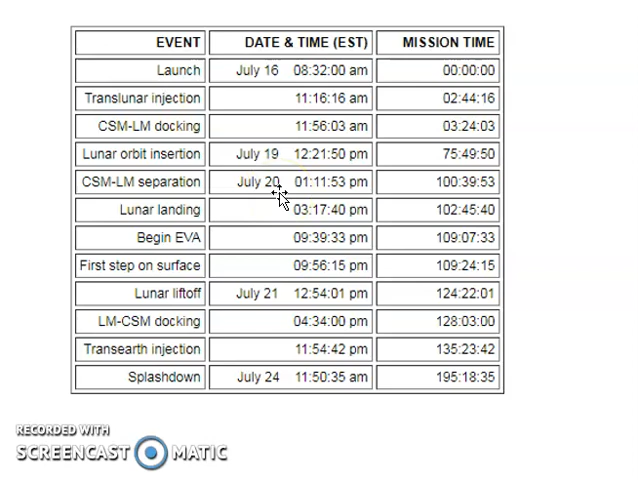 EVENT DATE & TIME (EST) MISSION TIME
Launch July 16 08:32:00 am 00:00:00
Translunar injection 11:16:16 am 02:44:16
CSM-LM docking 11:56:03 am 03:24:03
Lunar orbit insertion July 19 12:21:50 pm 75:49:50
CSM-LM separation July 20 01:11:53 pm 100:39:53
Lunar landing 03:17:40 pm 102:45:40
Begin EVA 09:39:33 pm 109:07:33
First step on surface 09:56:15 pm 109:24:15
Lunar liftoff July 21 12:54:01 pm 124:22:01
LM-CSM docking 04:34:00 pm 128:03:00
Transearth injection 11:54:42 pm 135:23:42
Splashdown July 24 11:50:35 am 195:18:35
RECORDED WITH
SCREENCAST MATIC